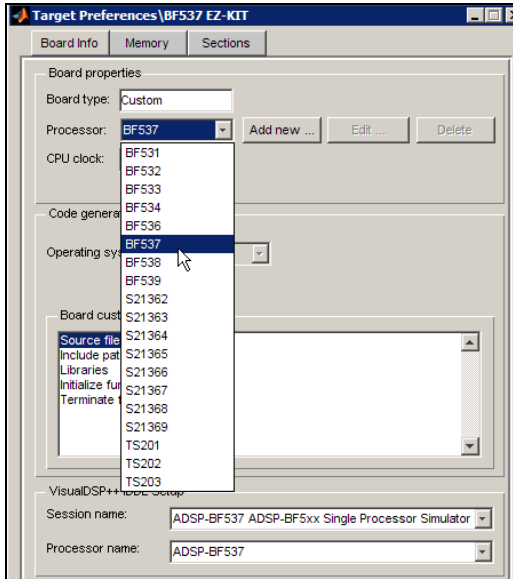 Target Preferences\BF537 EZ-KIT
Board Info Memory Sections
Board properties
Board type: Custom
Processor: BF537 Add new ... Edit ... Delete
CPU clock:
BF531
BF532
BF533
BF534
BF536
BF537
BF538
BF539
S21362
S21363
S21364
S21365
S21366
S21367
S21368
S21369
TS201
TS202
TS203
Code genera
Operating sys
Board cust
Source file
Include pat
Libraries
Initialize fun
Terminate f
VisualDSP++ IDDE Setup
Session name: ADSP-BF537 ADSP-BF5xx Single Processor Simulator
Processor name: ADSP-BF537